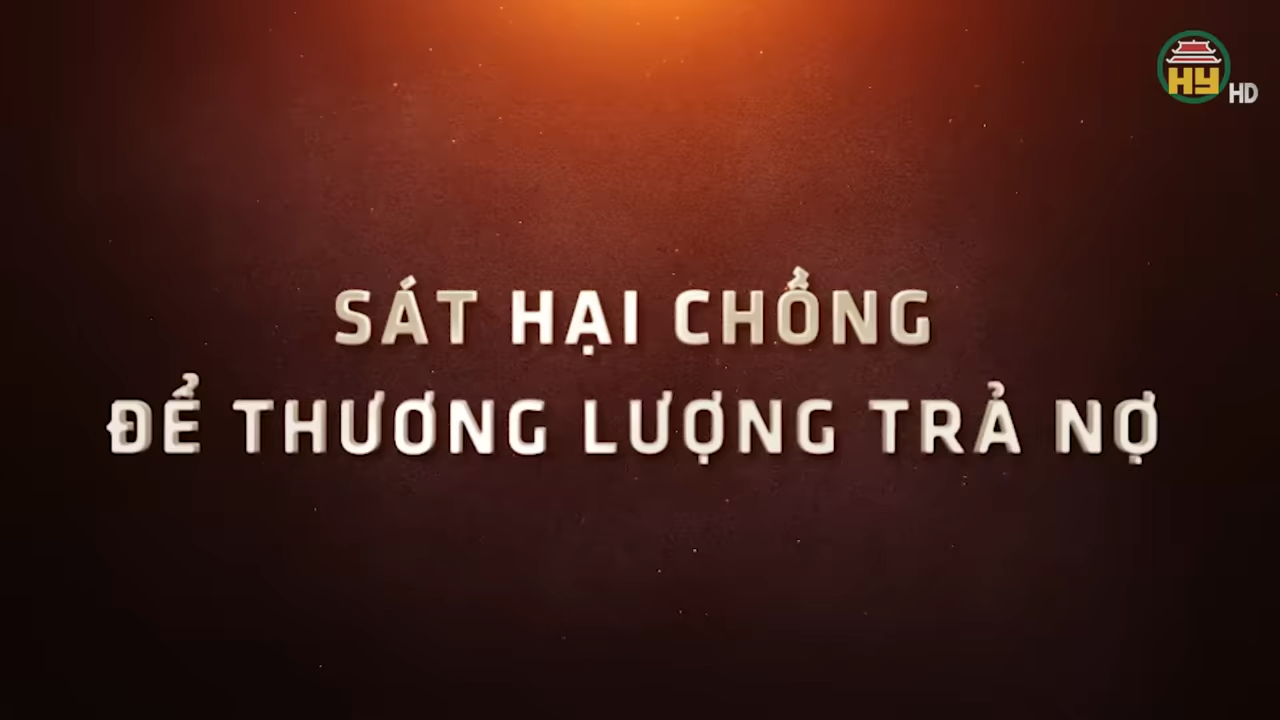 HY HD
SÁT HẠI CHỒNG
ĐỂ THƯƠNG LƯỢNG TRẢ NỢ